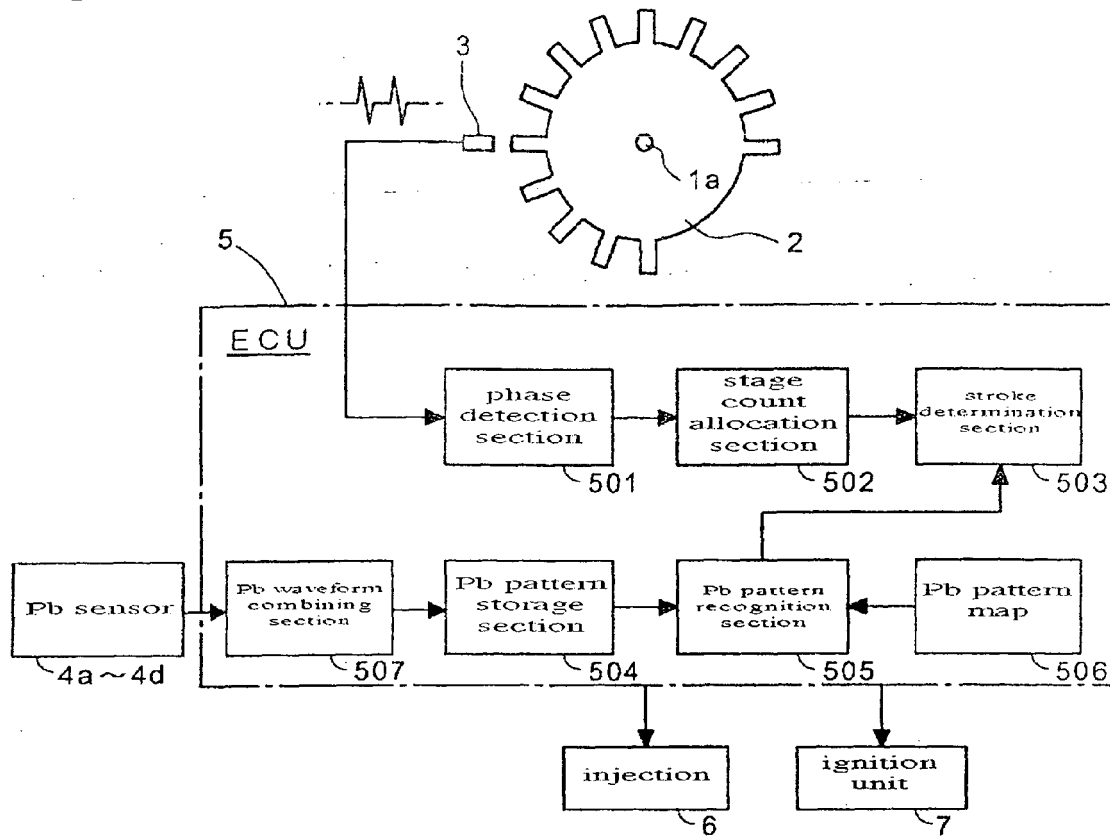 3
1a
2
5
ECU
phase
detection
section
501
stage
count
allocation
section
502
stroke
determination
section
503
Pb sensor
4a~4d
Pb waveform
combining
section
507
Pb pattern
storage
section
504
Pb pattern
recognition
section
505
Pb pattern
map
506
injection
6
ignition
unit
7